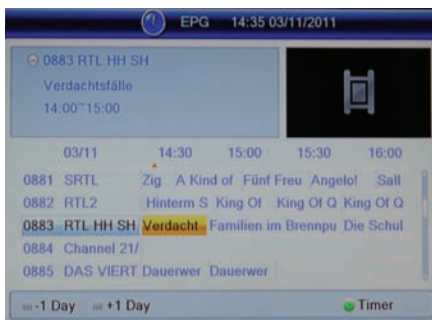 EPG 14:35 03/11/2011
0883 RTL HH SH
Verdachtsfälle
14:00~15:00
03/11 14:30 15:00 15:30 16:00
0881 SRTL Zig A Kind of Fünf Freu Angelo! Sall
0882 RTL2 Hinterm S King Of King Of Q King Of Q
0883 RTL HH SH Verdacht Familien im Brennpu Die Schul
0884 Channel 21/
0885 DAS VIERT Dauerwer Dauerwer
-1 Day +1 Day Timer